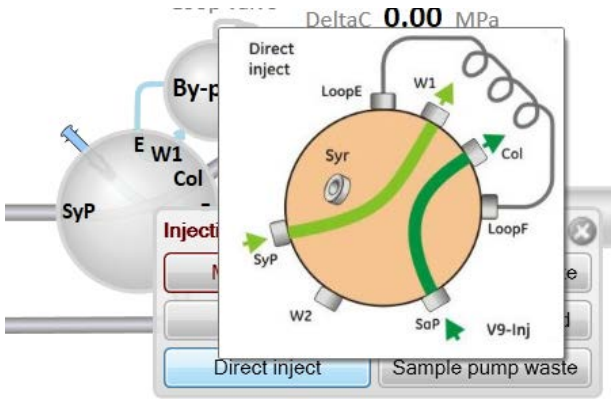 DeltaC 0.00 MPa
Direct
inject
LoopE
W1
By-p
E
W1
Syr
Col
Col
SyP
LoopF
Injecti
SyP
W2
SaP
V9-Inj
Direct inject
Sample pump waste